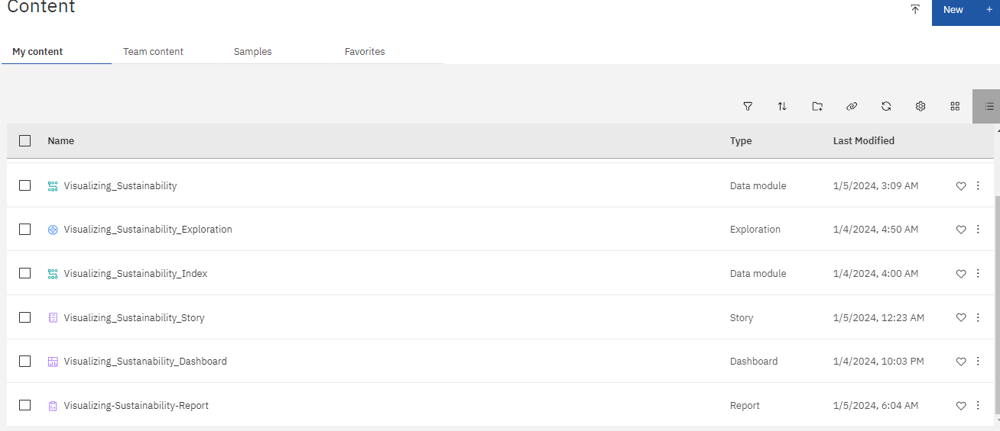 Content
New +
My content Team content Samples Favorites
Name Type Last Modified
Visualizing_Sustainability Data module 1/5/2024, 3:09 AM
Visualizing_Sustainability_Exploration Exploration 1/4/2024, 4:50 AM
Visualizing_Sustainability_Index Data module 1/4/2024, 4:00 AM
Visualizing_Sustainability_Story Story 1/5/2024, 12:23 AM
Visualizing_Sustanability_Dashboard Dashboard 1/4/2024, 10:03 PM
Visualizing-Sustainability-Report Report 1/5/2024, 6:04 AM